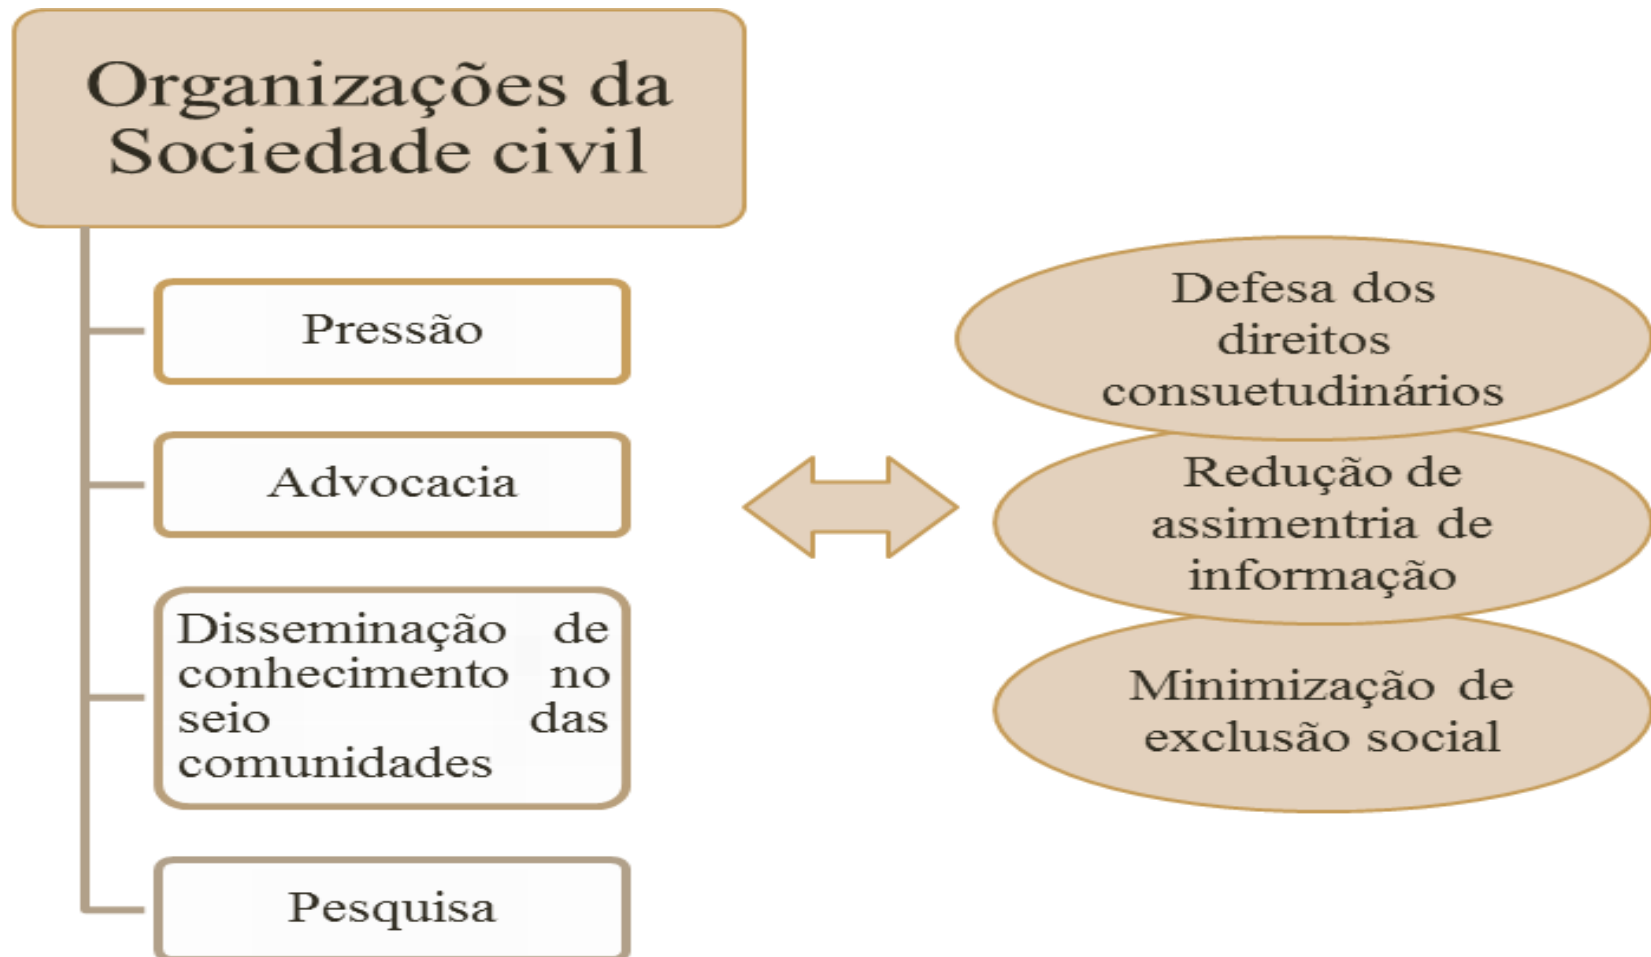 Organizações da
Sociedade civil
Pressão
Advocacia
Disseminação de
conhecimento no
seio das
comunidades
Pesquisa
Defesa dos
direitos
consuetudinários
Redução de
assimentria de
informação
Minimização de
exclusão social